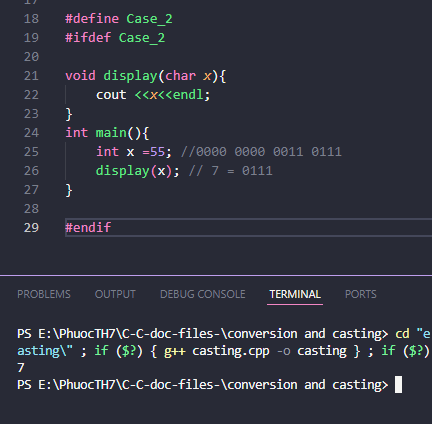 17
18 #define Case_2
19 #ifdef Case_2
20
21 void display(char x){
22     cout <<x<<endl;
23 }
24 int main(){
25     int x =55; //0000 0000 0011 0111
26     display(x); // 7 = 0111
27 }
28
29 #endif
PROBLEMS OUTPUT DEBUG CONSOLE TERMINAL PORTS
PS E:\PhuocTH7\C-C-doc-files-\conversion and casting> cd "e
asting\" ; if ($?) { g++ casting.cpp -o casting } ; if ($?)
7
PS E:\PhuocTH7\C-C-doc-files-\conversion and casting>